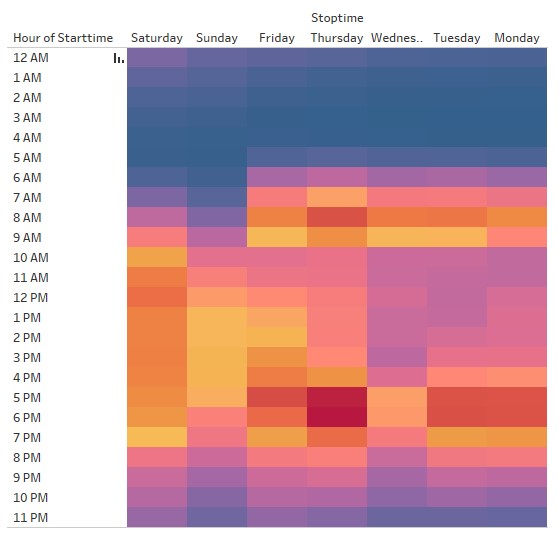 Stoptime
Hour of Starttime Saturday Sunday Friday Thursday Wednes.. Tuesday Monday
12 AM
1 AM
2 AM
3 AM
4 AM
5 AM
6 AM
7 AM
8 AM
9 AM
10 AM
11 AM
12 PM
1 PM
2 PM
3 PM
4 PM
5 PM
6 PM
7 PM
8 PM
9 PM
10 PM
11 PM